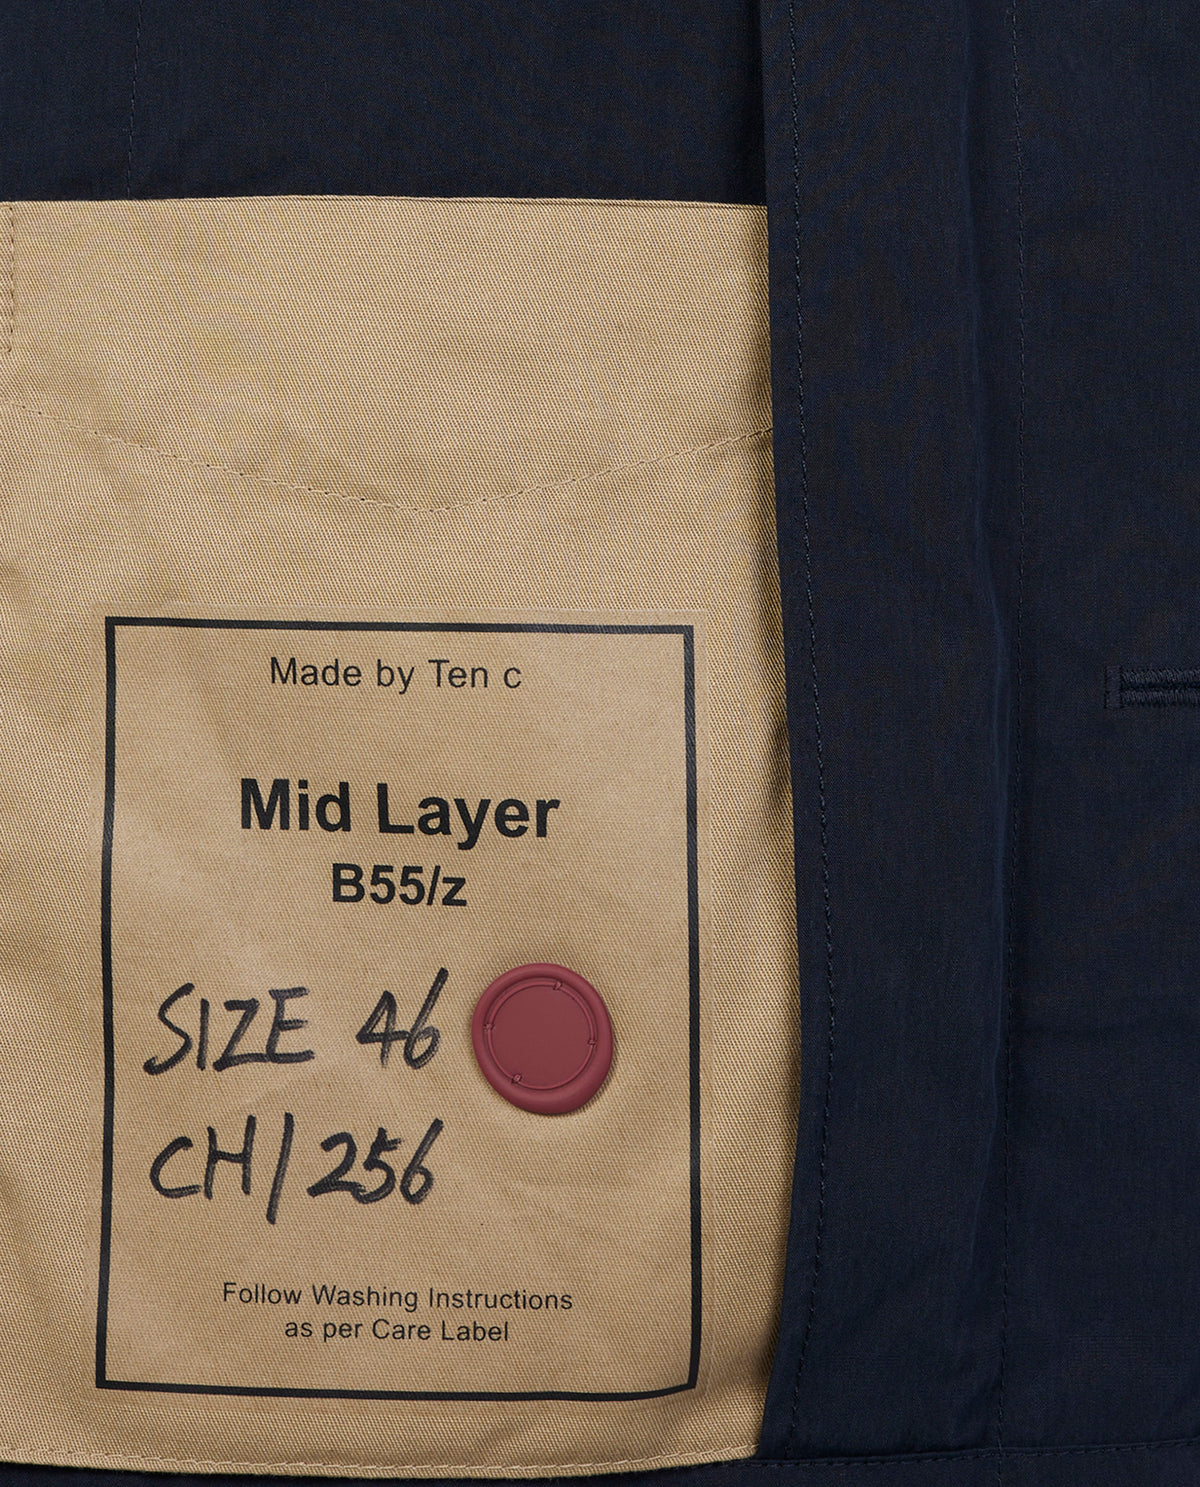 Made by Ten c
Mid Layer
B55/z
SIZE 46
CH/256
Follow Washing Instructions
as per Care Label